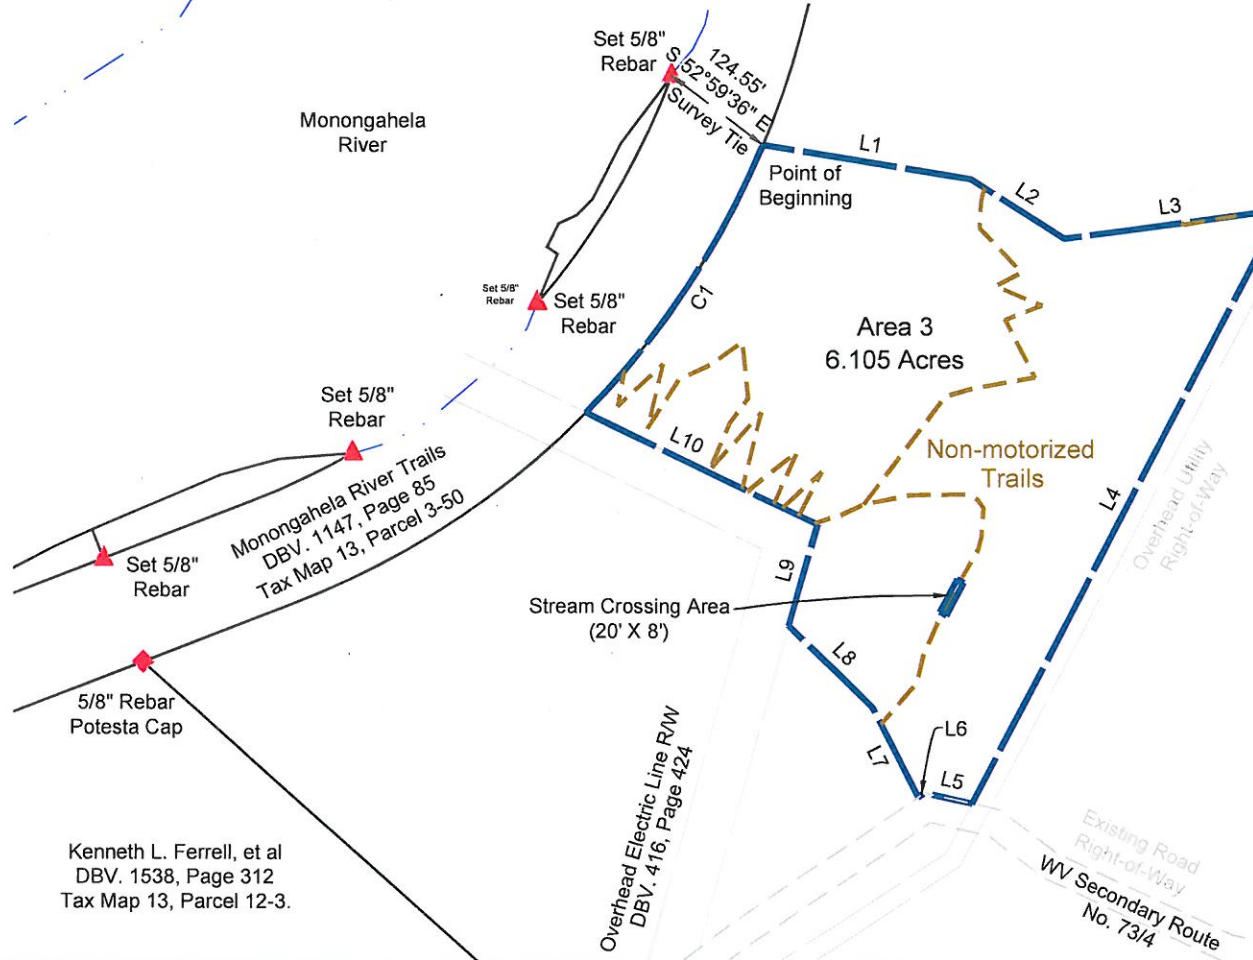 Set 5/8"
Rebar
124.55'
S 52°59'36" E
Survey Tie
Monongahela
River
L1
Point of
Beginning
L2
L3
Set 5/8"
Rebar
Set 5/8"
Rebar
C1
Area 3
6.105 Acres
Set 5/8"
Rebar
L10
Non-motorized
Trails
L4
Overhead Utility
Right-of-Way
Monongahela River Trails
DBV. 1147, Page 85
Tax Map 13, Parcel 3-50
Set 5/8"
Rebar
L9
Stream Crossing Area
(20' X 8')
L8
5/8" Rebar
Potesta Cap
L7
L6
L5
Overhead Electric Line R/W
DBV. 416, Page 424
Existing Road
Right-of-Way
WV Secondary Route
No. 73/4
Kenneth L. Ferrell, et al
DBV. 1538, Page 312
Tax Map 13, Parcel 12-3.